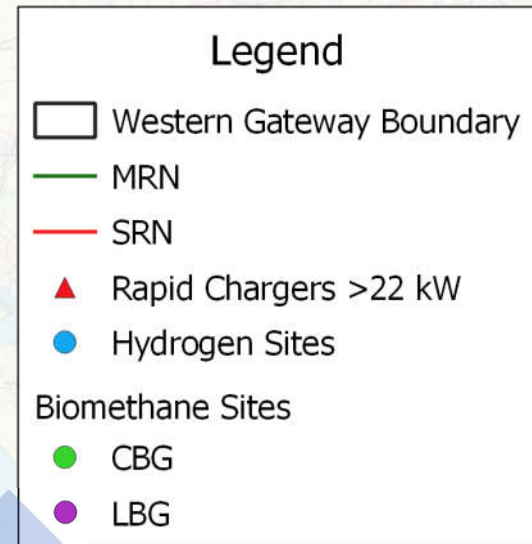 Legend
Western Gateway Boundary
MRN
SRN
Rapid Chargers >22 kW
Hydrogen Sites
Biomethane Sites
CBG
LBG